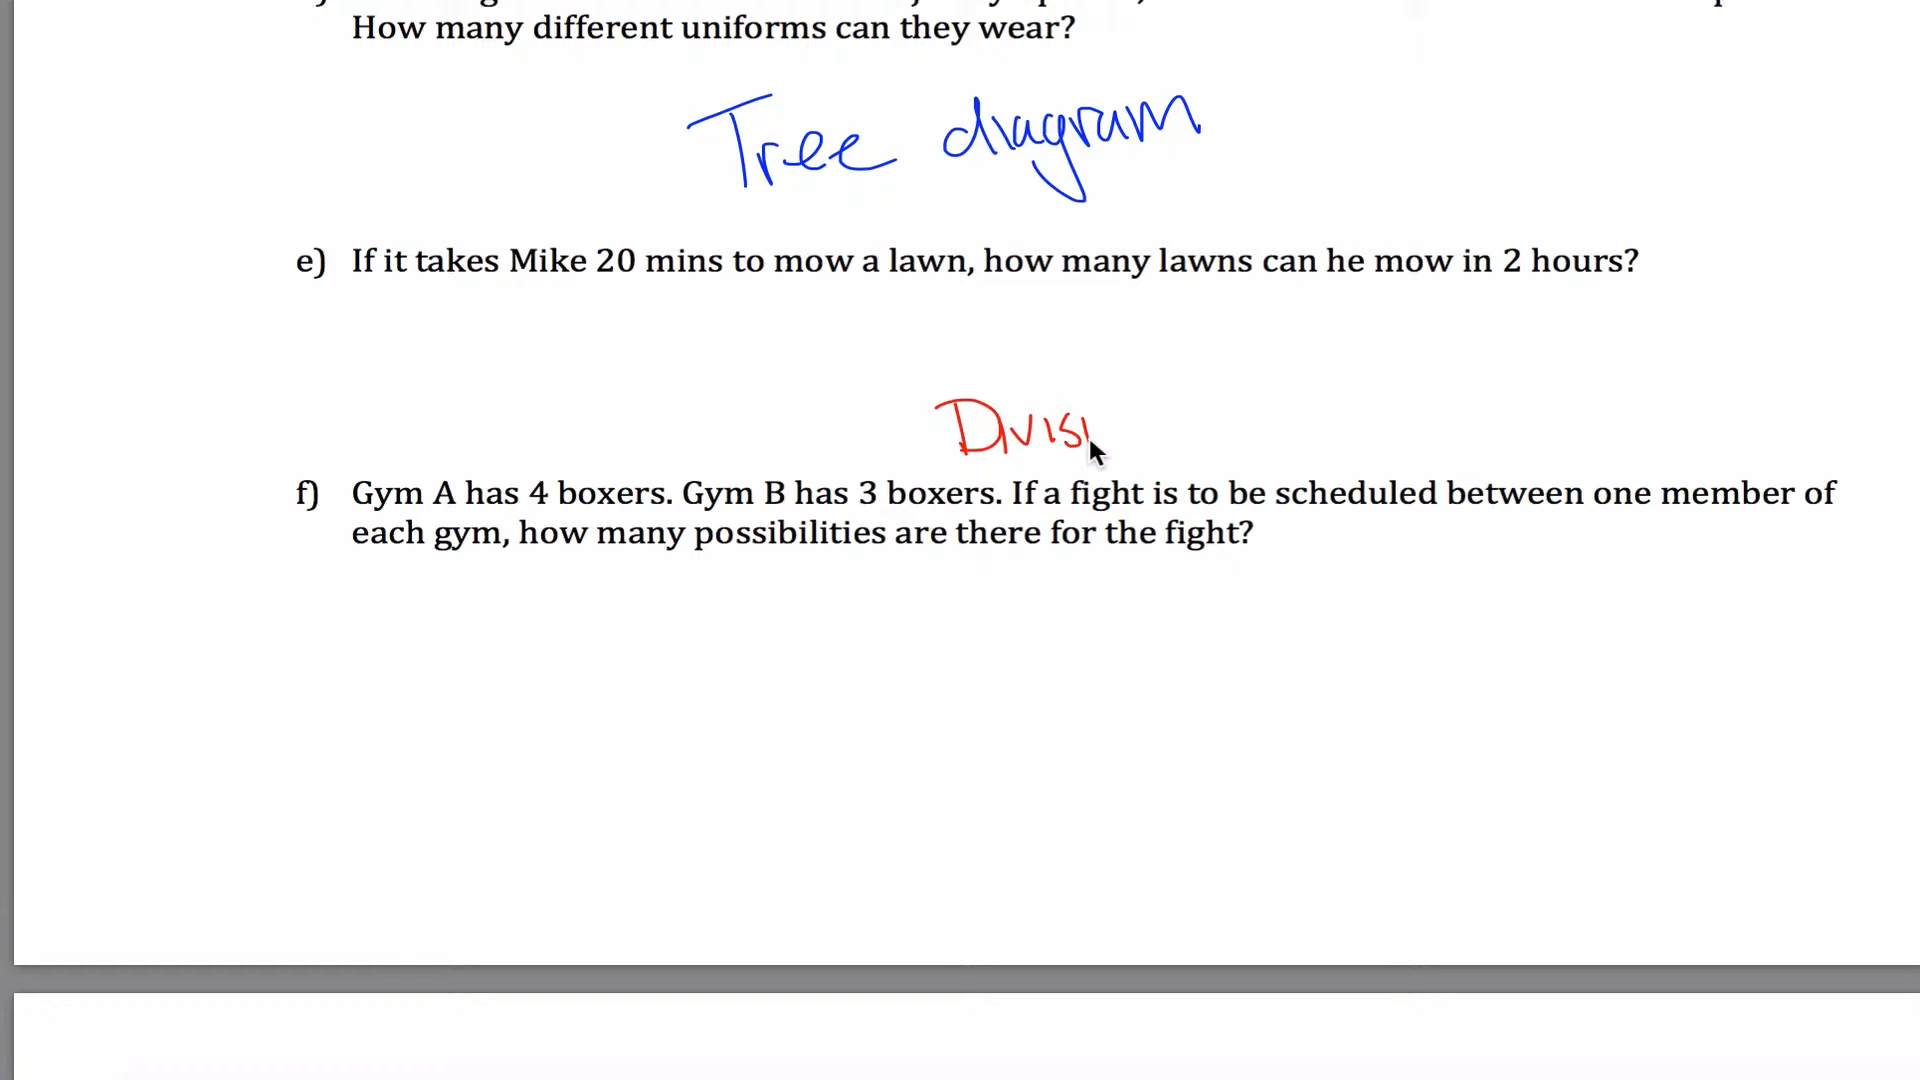 How many different uniforms can they wear?
Tree diagram
e) If it takes Mike 20 mins to mow a lawn, how many lawns can he mow in 2 hours?
Divisi
f) Gym A has 4 boxers. Gym B has 3 boxers. If a fight is to be scheduled between one member of
each gym, how many possibilities are there for the fight?